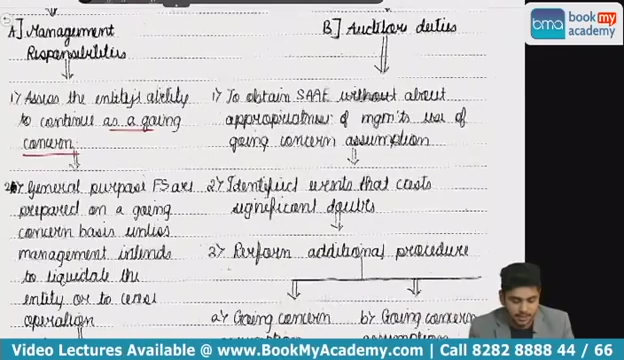 A] Management
Responsibilities
1) Assess the entity's ability
to continue as a going
concern
2) General purpose FS are
prepared on a going
concern basis unless
management intends
to liquidate the
entity or to
operation
B] Auditors duties
1) To obtain SAAE without about
appropriateness of mgm'ts use of
going concern assumption
2) Identified events that casts
significant doubts
2) Perform additional procedure
a) Going concern
b) Going concern
assumption
bma book my
academy
Video Lectures Available @ www.BookMyAcademy.com | Call 8282 8888 44 / 66